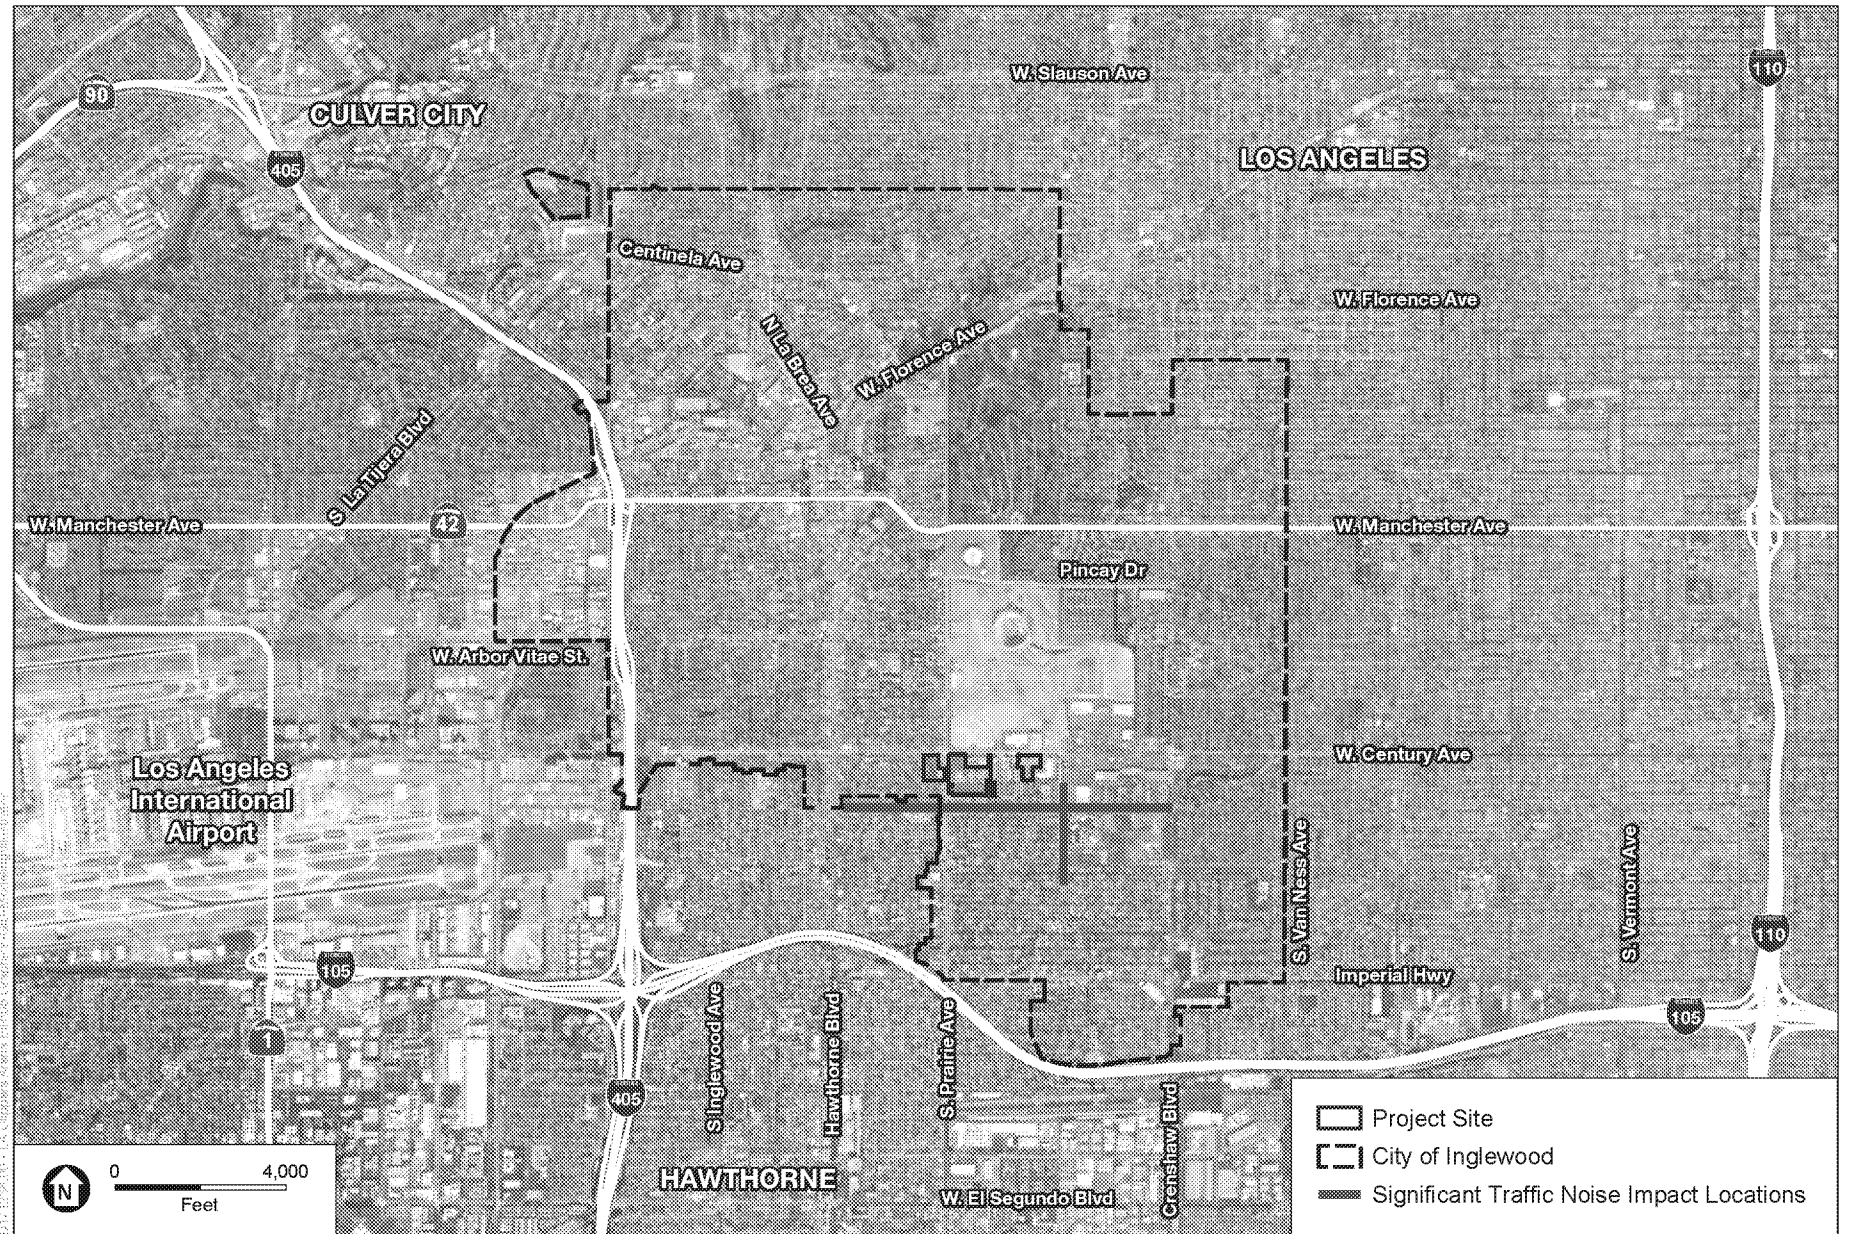 W. Slauson Ave
110
90
CULVER CITY
LOS ANGELES
405
Centinela Ave
W. Florence Ave
N La Brea Ave
W. Florence Ave
S La Tijera Blvd
W. Manchester Ave
42
W. Manchester Ave
Pincay Dr
W. Arbor Vitae St.
W. Century Ave
Los Angeles
International
Airport
S. Van Ness Ave
S. Vermont Ave
110
105
Imperial Hwy
105
1
S Inglewood Ave
Hawthorne Blvd
S. Prairie Ave
Crenshaw Blvd
405
HAWTHORNE
W. El Segundo Blvd
N
0 4,000
Feet
Project Site
City of Inglewood
Significant Traffic Noise Impact Locations